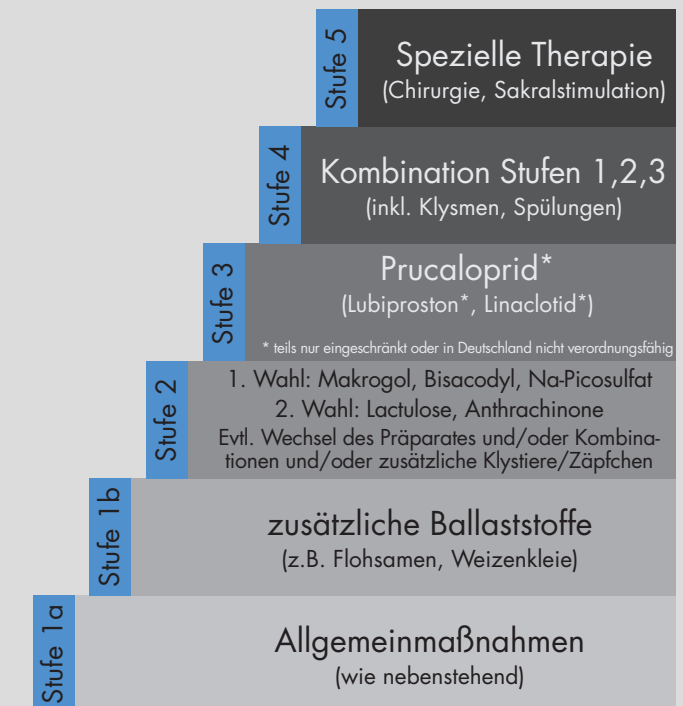 Stufe 5
Spezielle Therapie
(Chirurgie, Sakralstimulation)
Stufe 4
Kombination Stufen 1,2,3
(inkl. Klysmen, Spülungen)
Stufe 3
Prucaloprid*
(Lubiproston*, Linaclotid*)
* teils nur eingeschränkt oder in Deutschland nicht verordnungsfähig
Stufe 2
1. Wahl: Makrogol, Bisacodyl, Na-Picosulfat
2. Wahl: Lactulose, Anthrachinone
Evtl. Wechsel des Präparates und/oder Kombina-
tionen und/oder zusätzliche Klystiere/Zäpfchen
Stufe 1b
zusätzliche Ballaststoffe
(z.B. Flohsamen, Weizenkleie)
Stufe 1a
Allgemeinmaßnahmen
(wie nebenstehend)